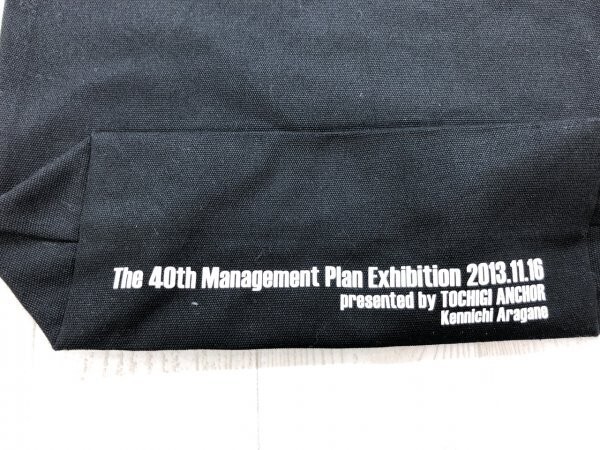 The 40th Management Plan Exhibition 2013.11.16
presented by TOCHIGI ANCHOR
Kennichi Aragane